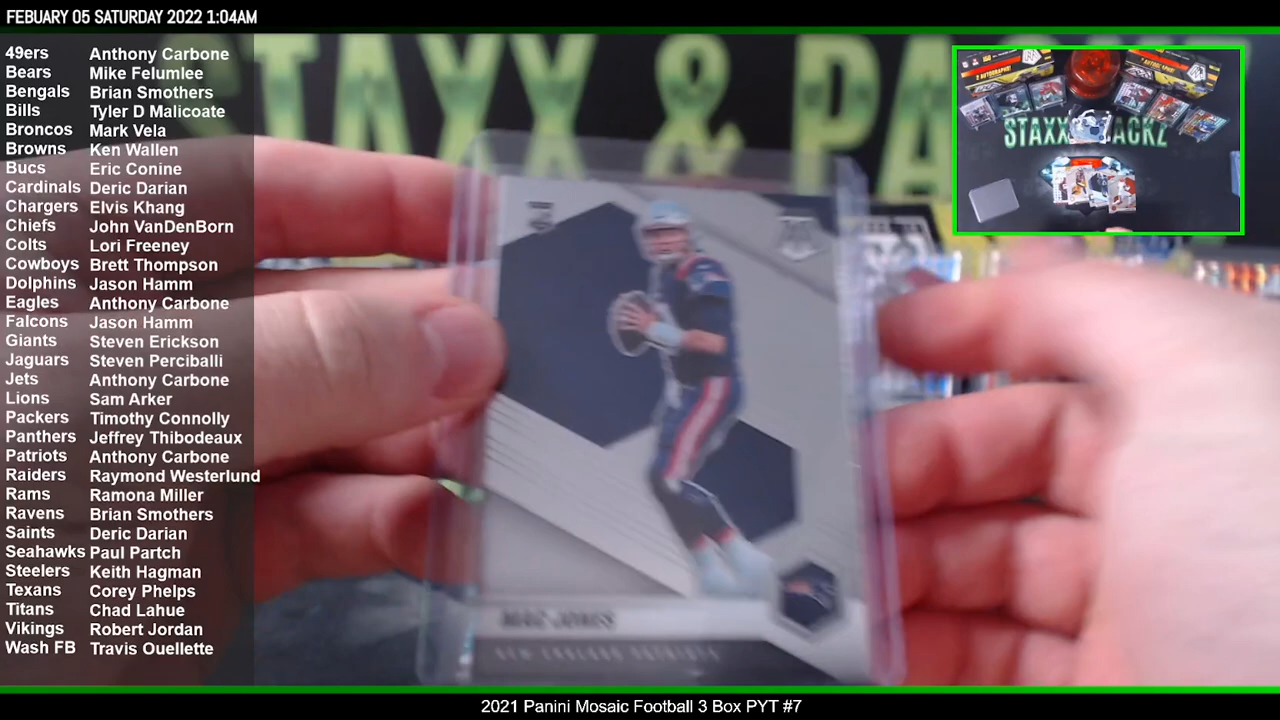 FEBUARY 05 SATURDAY 2022 1:04AM
49ers Anthony Carbone
Bears Mike Felumlee
Bengals Brian Smothers
Bills Tyler D Malicoate
Broncos Mark Vela
Browns Ken Wallen
Bucs Eric Conine
Cardinals Deric Darian
Chargers Elvis Khang
Chiefs John VanDenBorn
Colts Lori Freeney
Cowboys Brett Thompson
Dolphins Jason Hamm
Eagles Anthony Carbone
Falcons Jason Hamm
Giants Steven Erickson
Jaguars Steven Perciballi
Jets Anthony Carbone
Lions Sam Arker
Packers Timothy Connolly
Panthers Jeffrey Thibodeaux
Patriots Anthony Carbone
Raiders Raymond Westerlund
Rams Ramona Miller
Ravens Brian Smothers
Saints Deric Darian
Seahawks Paul Partch
Steelers Keith Hagman
Texans Corey Phelps
Titans Chad Lahue
Vikings Robert Jordan
Wash FB Travis Ouellette
STAXX & PA
MAC JONES
NEW ENGLAND PATRIOTS
2021 Panini Mosaic Football 3 Box PYT #7